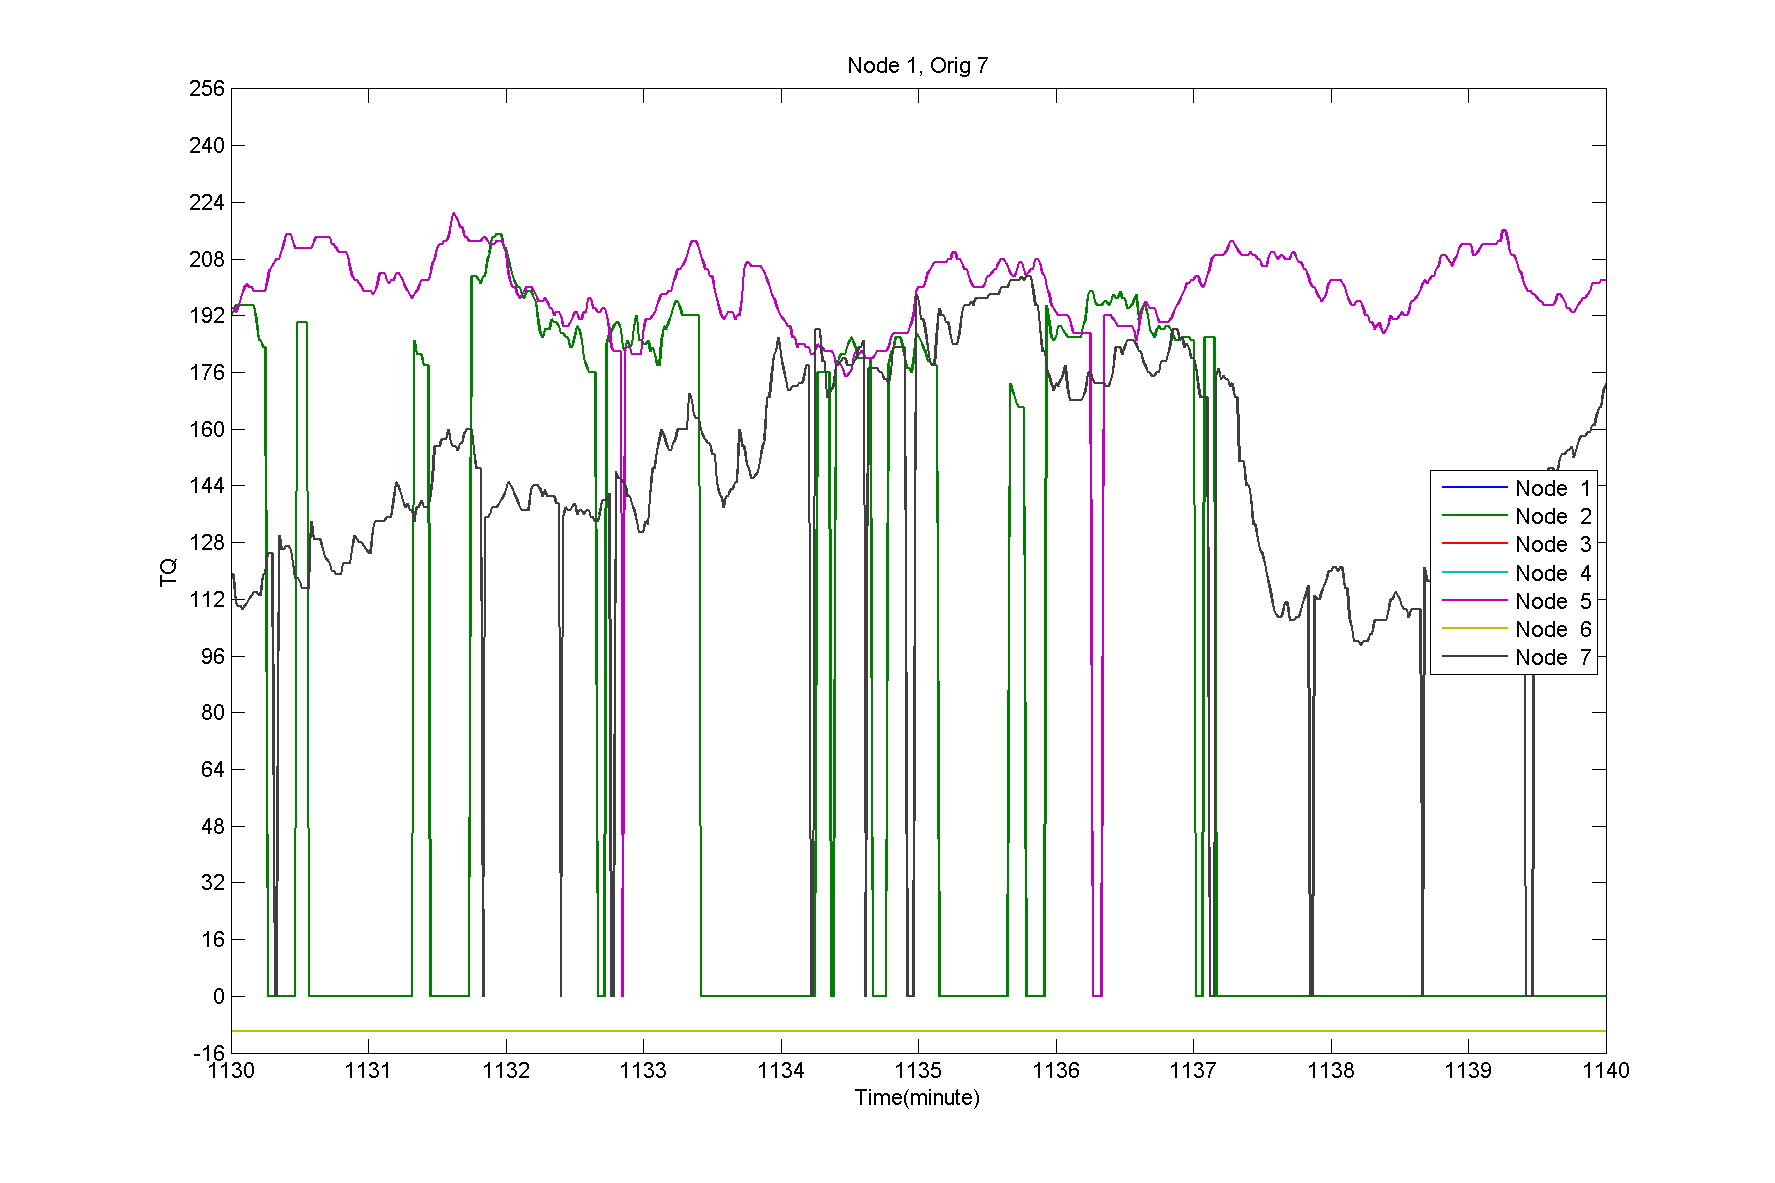 Node 1, Orig 7
256
240
224
208
192
176
160
144
128
112
96
80
64
48
32
16
0
-16
TQ
Node 1
Node 2
Node 3
Node 4
Node 5
Node 6
Node 7
1130 1131 1132 1133 1134 1135 1136 1137 1138 1139 1140
Time(minute)